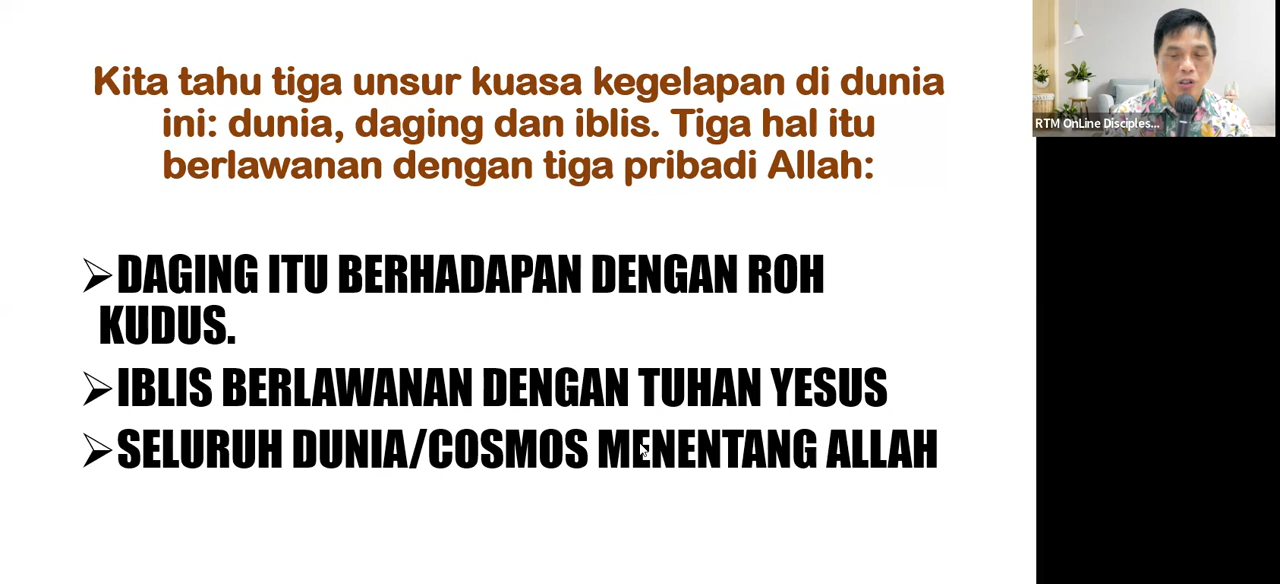 Kita tahu tiga unsur kuasa kegelapan di dunia
ini: dunia, daging dan iblis. Tiga hal itu
berlawanan dengan tiga pribadi Allah:
➢DAGING ITU BERHADAPAN DENGAN ROH
KUDUS.
➢IBLIS BERLAWANAN DENGAN TUHAN YESUS
➢SELURUH DUNIA/COSMOS MENENTANG ALLAH
RTM OnLine Disciples...